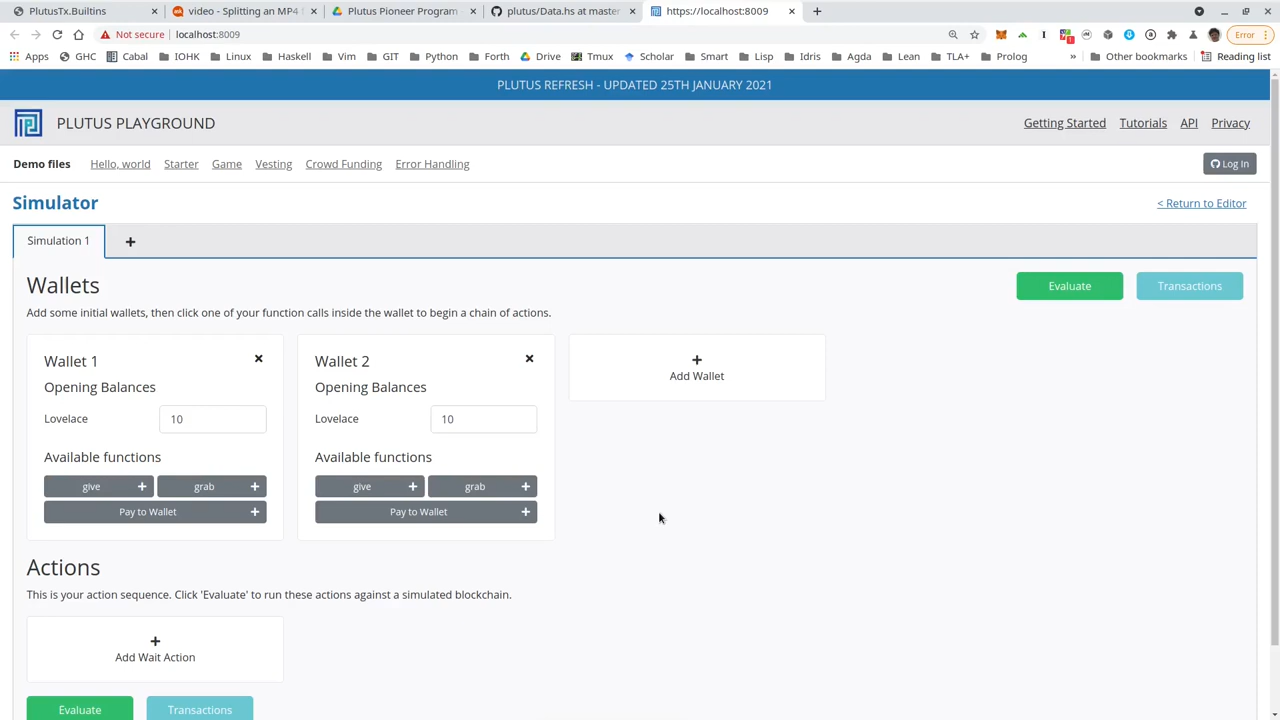 PlutusTx.Builtins
video - Splitting an MP4
Plutus Pioneer Program
plutus/Data.hs at master
https://localhost:8009
Not secure
localhost:8009
Error
Apps
GHC
Cabal
IOHK
Linux
Haskell
Vim
GIT
Python
Forth
Drive
Tmux
Scholar
Smart
Lisp
Idris
Agda
Lean
TLA+
Prolog
»
Other bookmarks
Reading list
PLUTUS REFRESH - UPDATED 25TH JANUARY 2021
PLUTUS PLAYGROUND
Getting Started
Tutorials
API
Privacy
Demo files
Hello, world
Starter
Game
Vesting
Crowd Funding
Error Handling
Log In
Simulator
< Return to Editor
Simulation 1
Wallets
Evaluate
Transactions
Add some initial wallets, then click one of your function calls inside the wallet to begin a chain of actions.
Wallet 1
Opening Balances
Lovelace
10
Available functions
give
grab
Pay to Wallet
Wallet 2
Opening Balances
Lovelace
10
Available functions
give
grab
Pay to Wallet
Add Wallet
Actions
This is your action sequence. Click 'Evaluate' to run these actions against a simulated blockchain.
Add Wait Action
Evaluate
Transactions